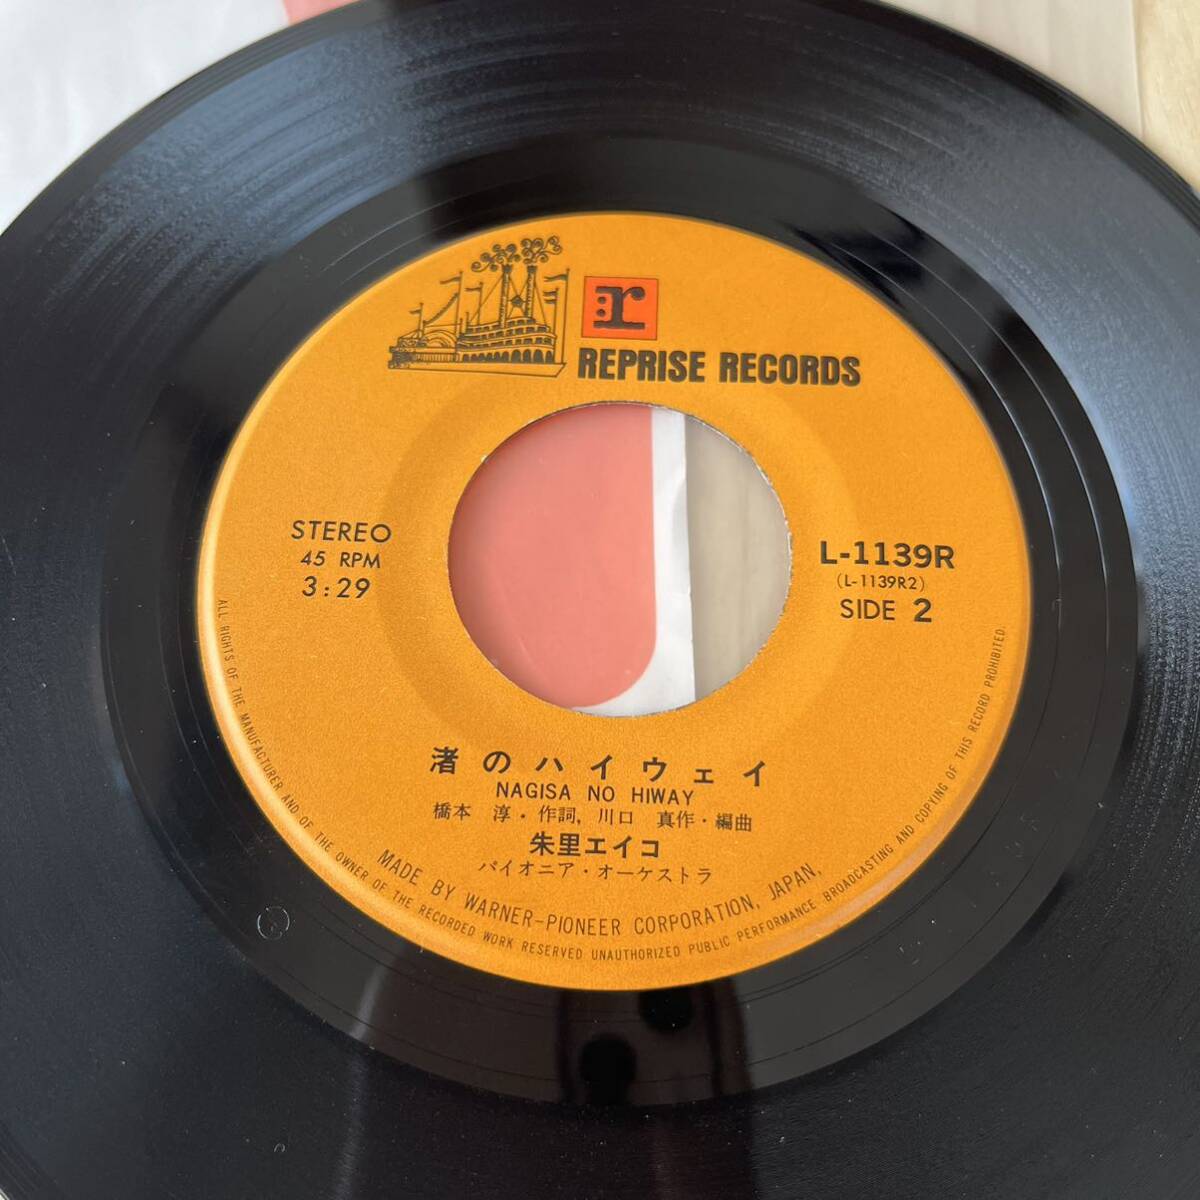 r
REPRISE RECORDS
STEREO
45 RPM
3:29
L-1139R
(L-1139R2)
SIDE 2
渚のハイウェイ
NAGISA NO HIWAY
橋本 淳・作詞, 川口 真作・編曲
朱里エイコ
パイオニア・オーケストラ
MADE BY WARNER-PIONEER CORPORATION, JAPAN,
ALL RIGHTS OF THE MANUFACTURER AND OF THE OWNER OF THE RECORDED WORK RESERVED UNAUTHORIZED PUBLIC PERFORMANCE BROADCASTING AND COPYING OF THIS RECORD PROHIBITED.